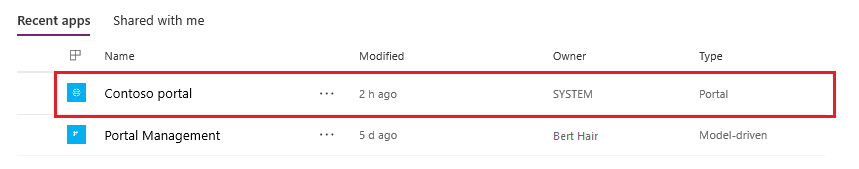 Recent apps Shared with me
Name Modified Owner Type
Contoso portal ... 2 h ago SYSTEM Portal
Portal Management ... 5 d ago Bert Hair Model-driven